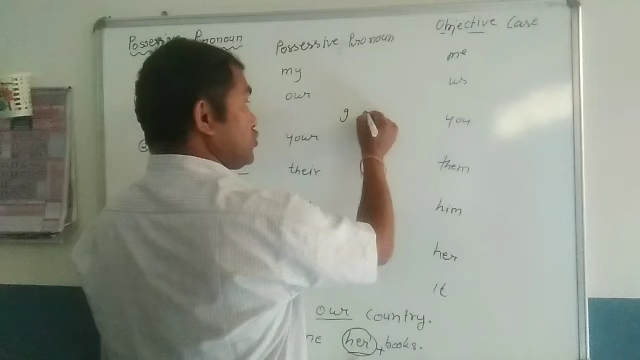 Possessive Pronoun
Possessive Pronoun
Objective Case
my
me
our
us
your
you
their
them
him
her
it
our country.
her books.